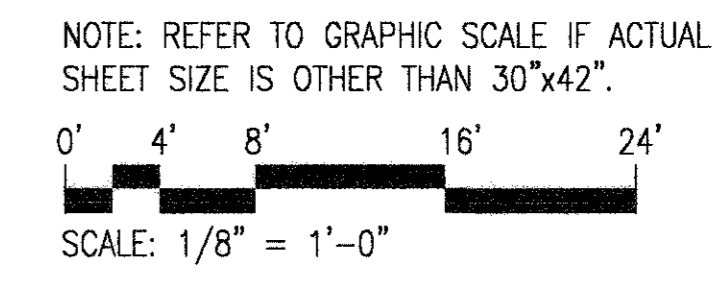 NOTE: REFER TO GRAPHIC SCALE IF ACTUAL
SHEET SIZE IS OTHER THAN 30"x42".
0' 4' 8' 16' 24'
SCALE: 1/8" = 1'-0"